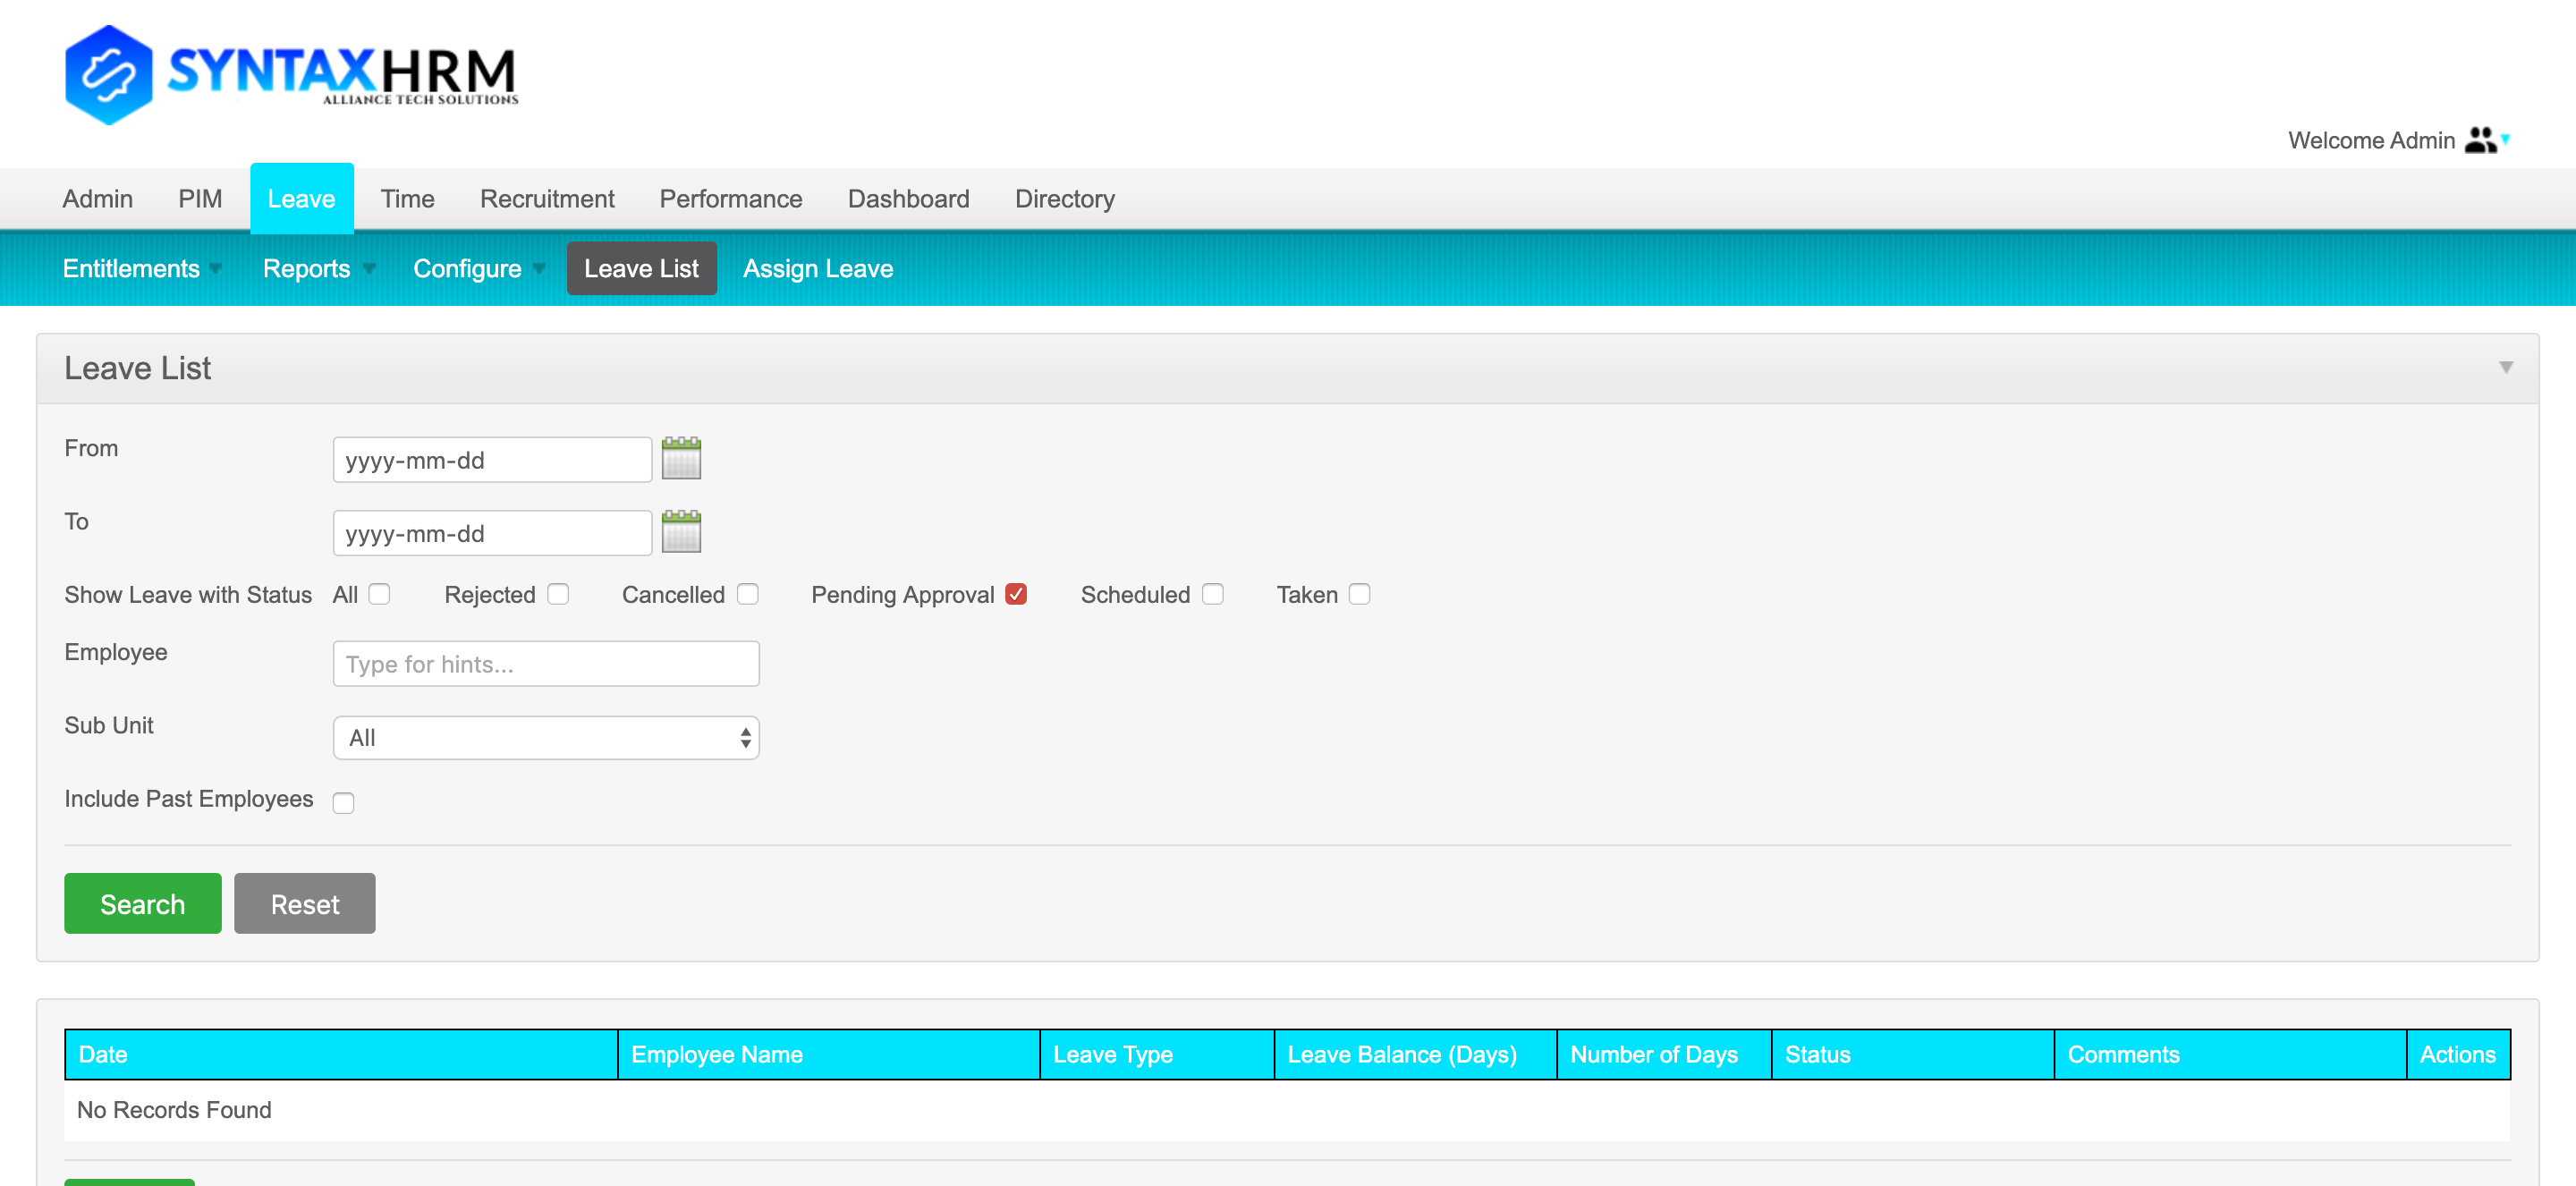 SYNTAXHRM
ALLIANCE TECH SOLUTIONS
Welcome Admin
Admin PIM Leave Time Recruitment Performance Dashboard Directory
Entitlements Reports Configure Leave List Assign Leave
Leave List
From yyyy-mm-dd
To yyyy-mm-dd
Show Leave with Status All Rejected Cancelled Pending Approval Scheduled Taken
Employee Type for hints...
Sub Unit All
Include Past Employees
Search Reset
Date Employee Name Leave Type Leave Balance (Days) Number of Days Status Comments Actions
No Records Found